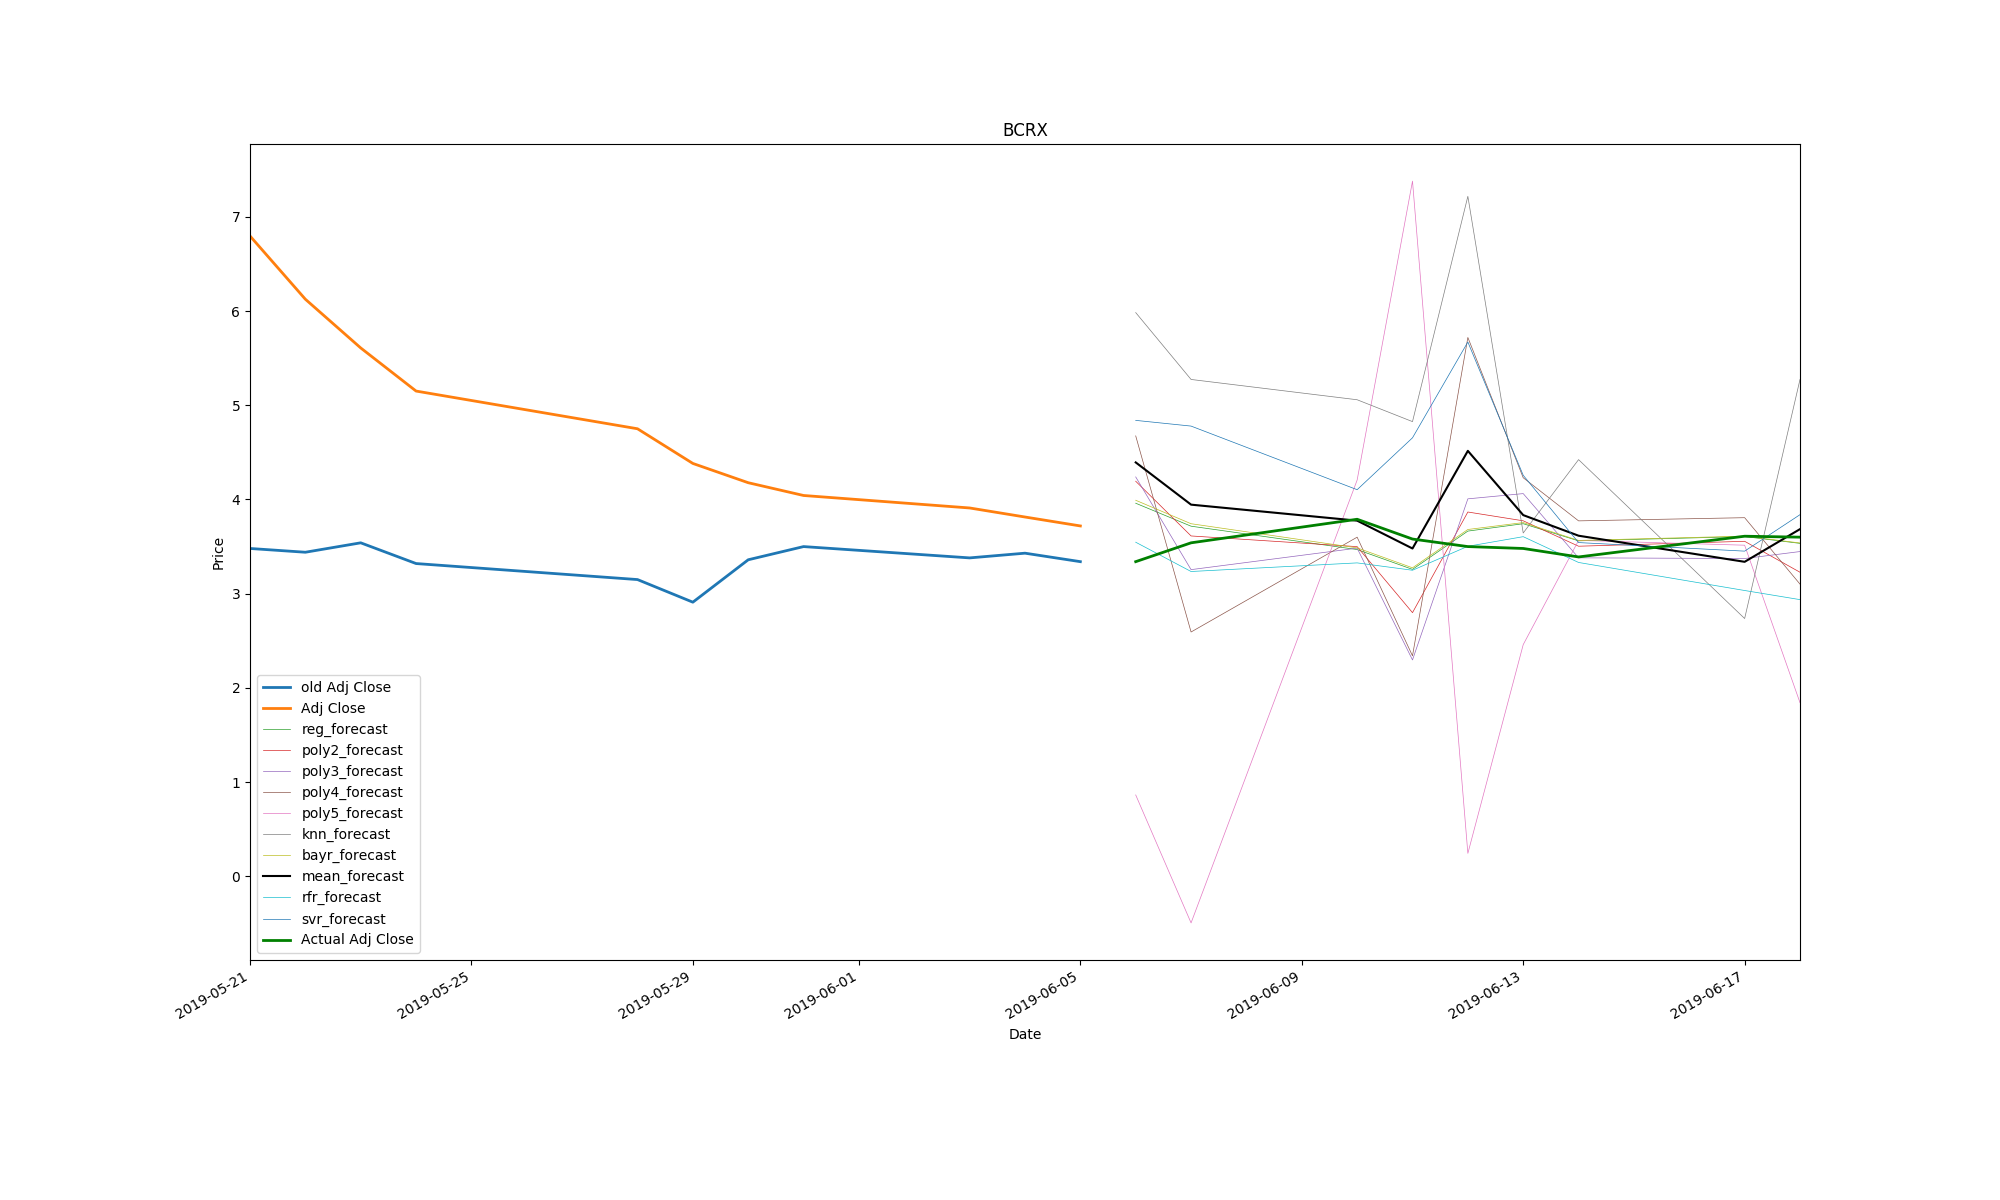 BCRX
Price
7
6
5
4
3
2
1
0
old Adj Close
Adj Close
reg_forecast
poly2_forecast
poly3_forecast
poly4_forecast
poly5_forecast
knn_forecast
bayr_forecast
mean_forecast
rfr_forecast
svr_forecast
Actual Adj Close
2019-05-21
2019-05-25
2019-05-29
2019-06-01
2019-06-05
2019-06-09
2019-06-13
2019-06-17
Date